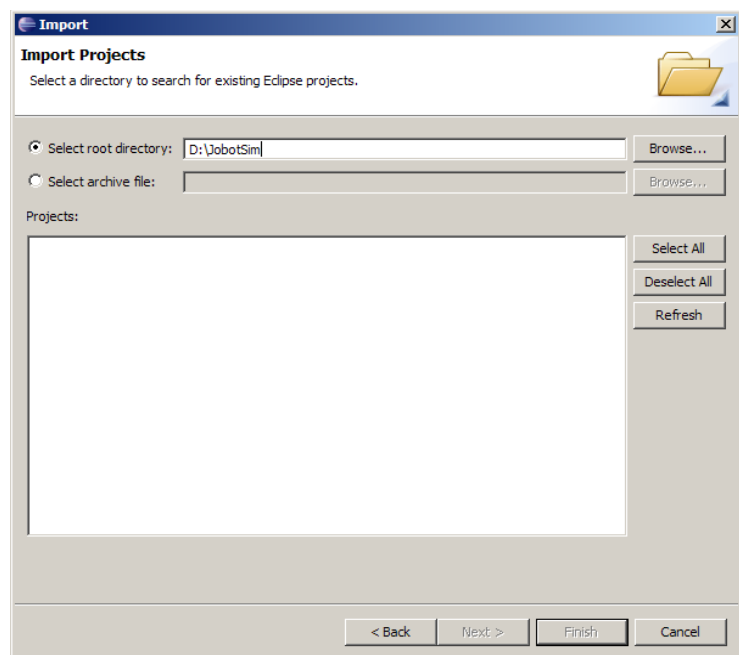 Import
Import Projects
Select a directory to search for existing Eclipse projects.
Select root directory: D:\JobotSim Browse...
Select archive file: Browse...
Projects:
Select All
Deselect All
Refresh
< Back Next > Finish Cancel